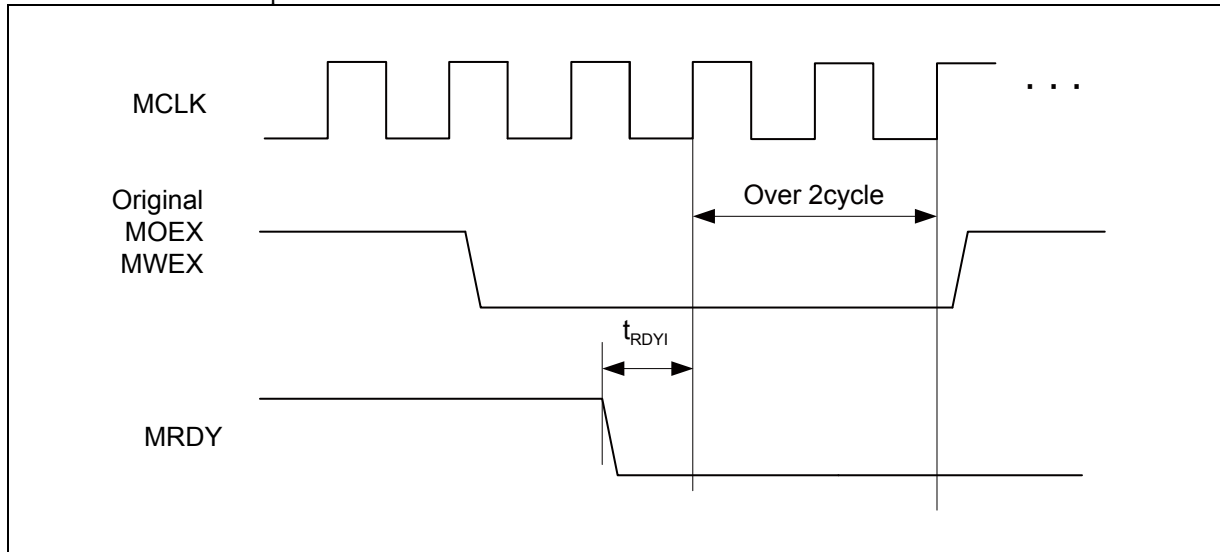 MCLK
. . .
Original
MOEX
MWEX
Over 2cycle
tRDYI
MRDY